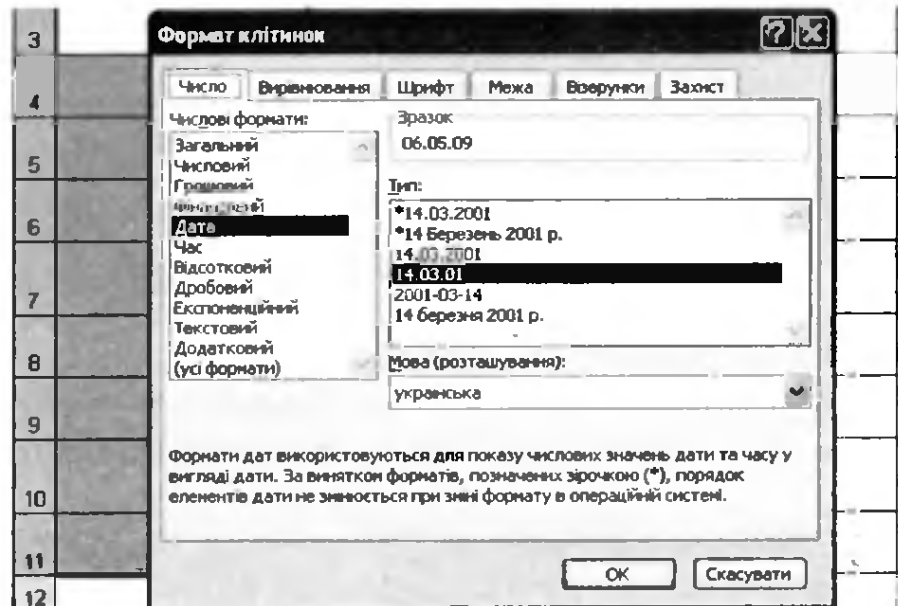 3
Формат клітинок
4
Число Вирівнювання Шрифт Межа Візерунки Захист
Числові формати:
Загальний
Числовий
Грошовий
Фінансовий
Дата
Час
Відсотковий
Дробовий
Експоненційний
Текстовий
Додатковий
(усі формати)
Зразок
06.05.09
Тип:
*14.03.2001
*14 Березень 2001 р.
14.03.2001
14.03.01
2001-03-14
14 березня 2001 р.
Мова (розташування):
українська
5
6
7
8
9
Формати дат використовуються для показу числових значень дати та часу у
вигляді дати. За винятком форматів, позначених зірочкою (*), порядок
елементів дати не змінюється при зміні формату в операційній системі.
10
11
ОК Скасувати
12